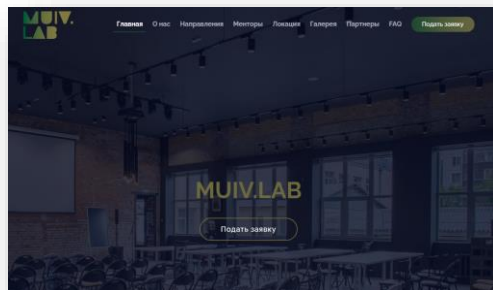 MUIV.
LAB
Главная О нас Направления Менторы Локация Галерея Партнеры FAQ Подать заявку
MUIV.LAB
Подать заявку